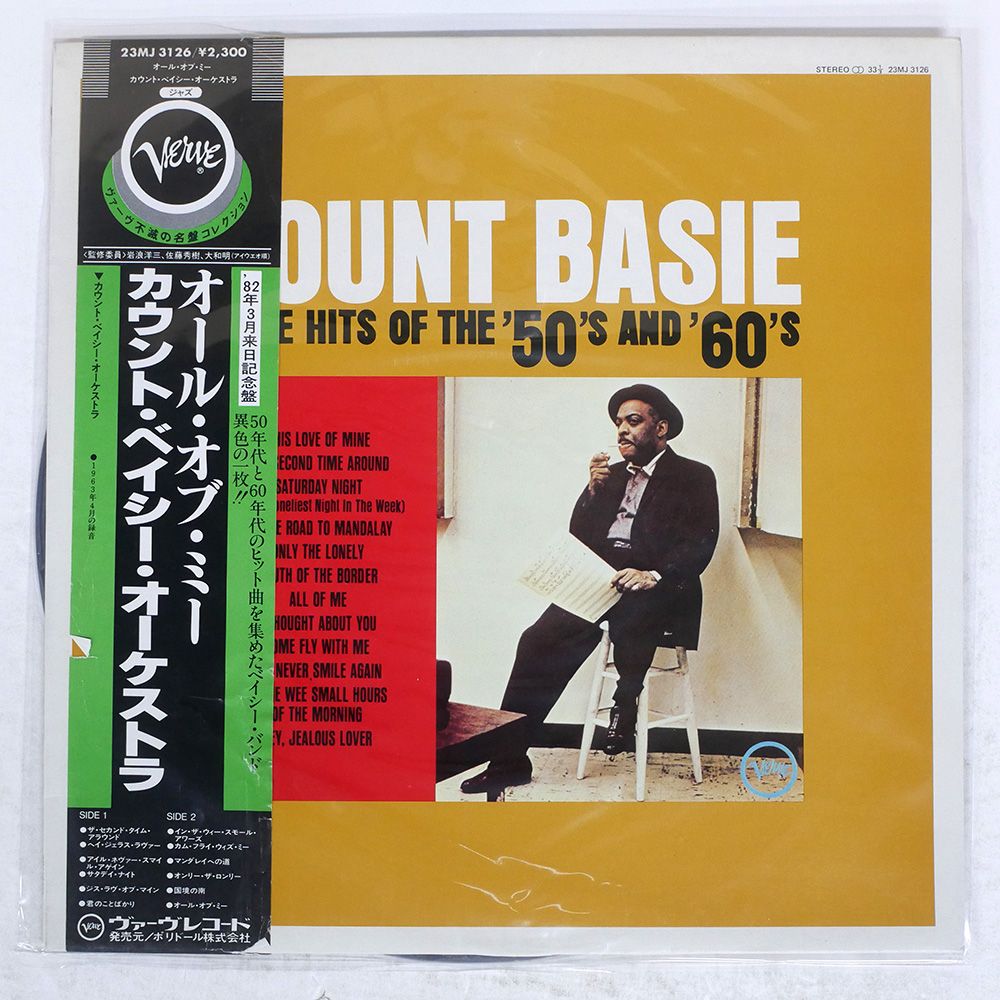 23MJ 3126/¥2,300
オール・オブ・ミー
カウント・ベイシー・オーケストラ
ジャズ
Verve®
ヴァーヴ不滅の名盤コレクション
〈監修委員〉岩浪洋三、佐藤秀樹、大和明(アイウエオ順)
'82年3月来日記念盤
50年代と60年代のヒット曲を集めたベイシー・バンド
異色の一枚!!
オール・オブ・ミー
カウント・ベイシー・オーケストラ
▼カウント・ベイシー・オーケストラ
●1963年4月の録音
SIDE 1
●ザ・セカンド・タイム・
アラウンド
●ヘイ・ジェラス・ラヴァー
●アイル・ネヴァー・スマイ
ル・アゲイン
●サタデイ・ナイト
●ジス・ラヴ・オブ・マイン
●君のことばかり
SIDE 2
●イン・ザ・ウィー・スモール・
アワーズ
●カム・フライ・ウィズ・ミー
●マンダレイへの道
●オンリー・ザ・ロンリー
●国境の南
●オール・オブ・ミー
Verve ヴァーヴレコード
発売元/ポリドール株式会社
STEREO 33⅓ 23MJ 3126
OUNT BASIE
E HITS OF THE '50'S AND '60'S
HIS LOVE OF MINE
ECOND TIME AROUND
SATURDAY NIGHT
oneliest Night In The Week)
E ROAD TO MANDALAY
ONLY THE LONELY
UTH OF THE BORDER
ALL OF ME
HOUGHT ABOUT YOU
OME FLY WITH ME
NEVER SMILE AGAIN
E WEE SMALL HOURS
OF THE MORNING
EY, JEALOUS LOVER
Verve